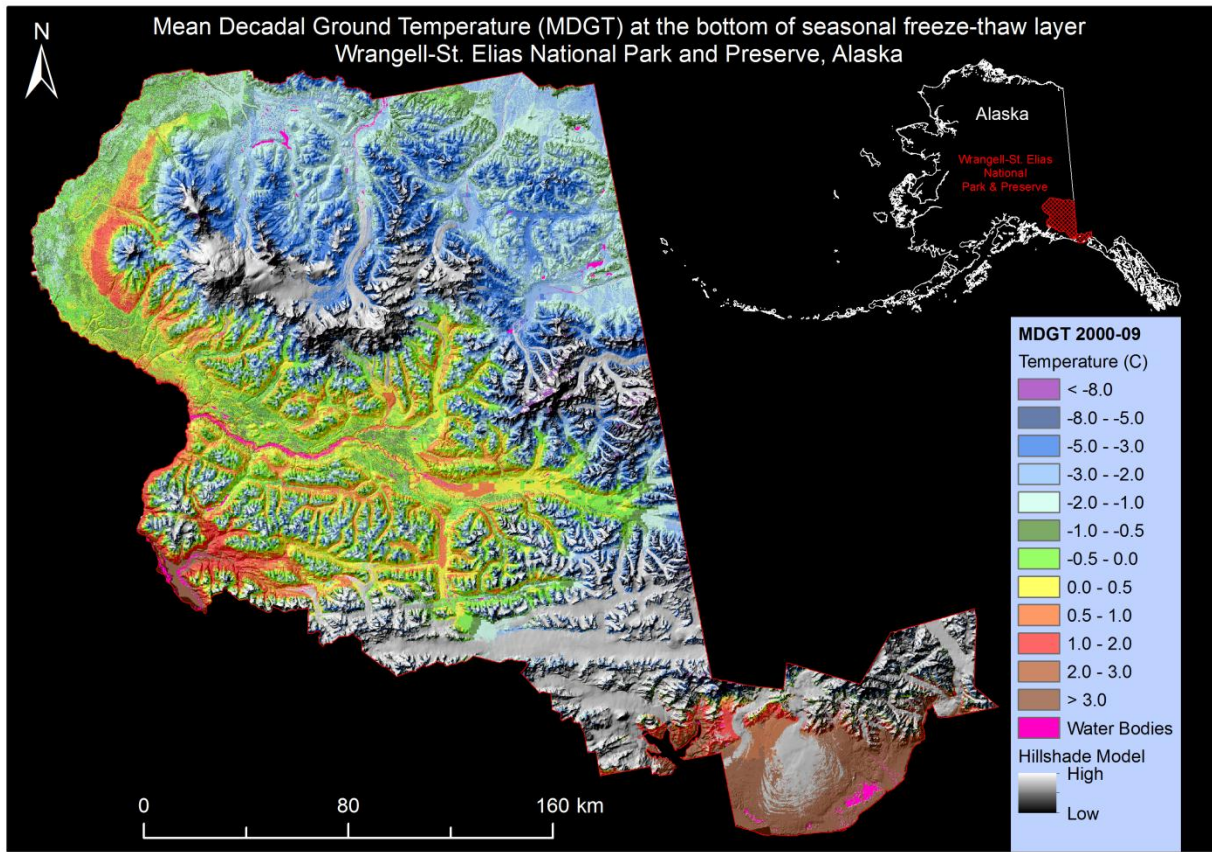 Mean Decadal Ground Temperature (MDGT) at the bottom of seasonal freeze-thaw layer
Wrangell-St. Elias National Park and Preserve, Alaska
N
Alaska
Wrangell-St. Elias
National
Park & Preserve
MDGT 2000-09
Temperature (C)
< -8.0
-8.0 - -5.0
-5.0 - -3.0
-3.0 - -2.0
-2.0 - -1.0
-1.0 - -0.5
-0.5 - 0.0
0.0 - 0.5
0.5 - 1.0
1.0 - 2.0
2.0 - 3.0
> 3.0
Water Bodies
Hillshade Model
High
Low
0 80 160 km